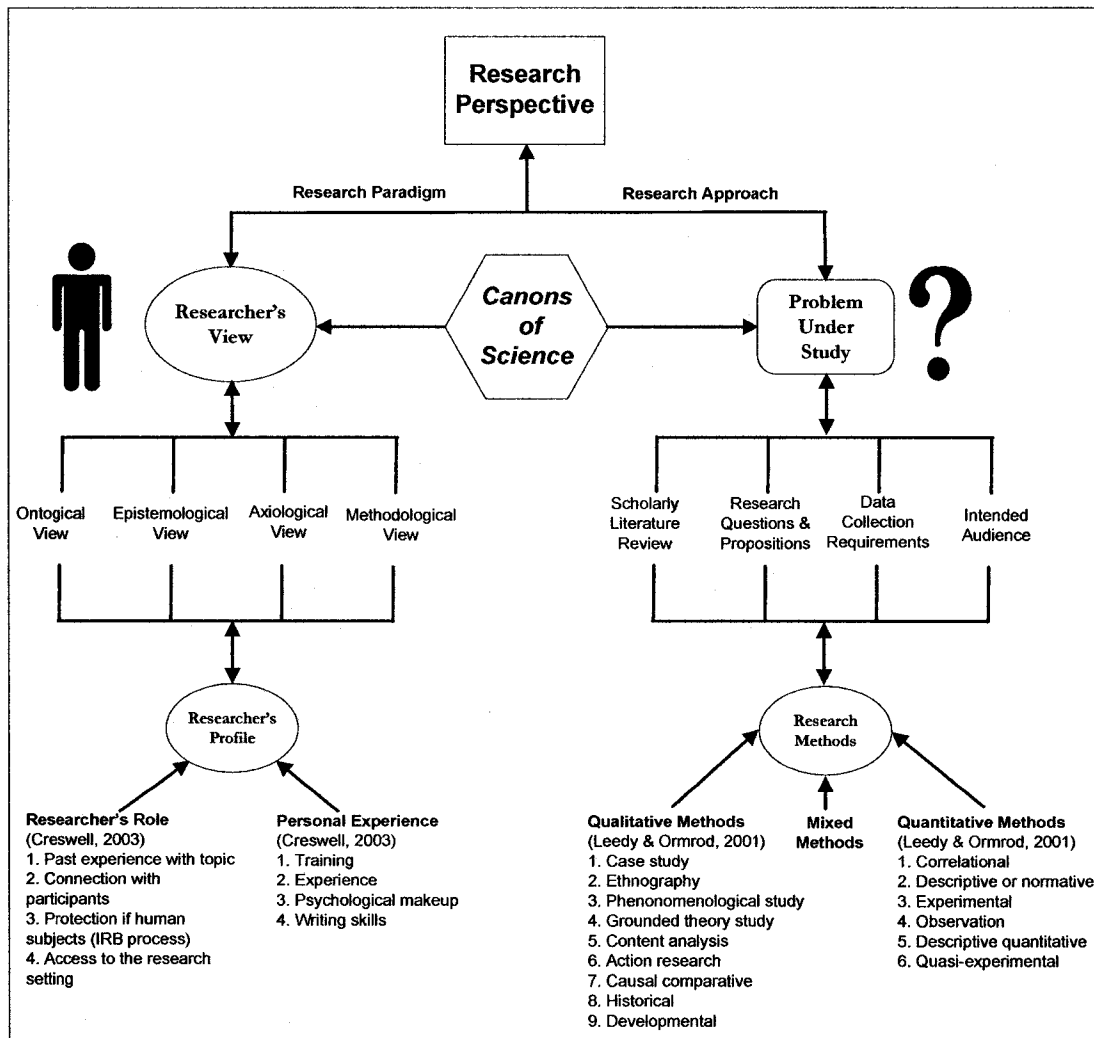 Research
Perspective
Research Paradigm
Research Approach
Researcher's
View
Canons
of
Science
Problem
Under
Study
?
Ontogical
View
Epistemological
View
Axiological
View
Methodological
View
Scholarly
Literature
Review
Research
Questions &
Propositions
Data
Collection
Requirements
Intended
Audience
Researcher's
Profile
Research
Methods
Researcher's Role
(Creswell, 2003)
1. Past experience with topic
2. Connection with
participants
3. Protection if human
subjects (IRB process)
4. Access to the research
setting
Personal Experience
(Creswell, 2003)
1. Training
2. Experience
3. Psychological makeup
4. Writing skills
Qualitative Methods
(Leedy & Ormrod, 2001)
1. Case study
2. Ethnography
3. Phenonomenological study
4. Grounded theory study
5. Content analysis
6. Action research
7. Causal comparative
8. Historical
9. Developmental
Mixed
Methods
Quantitative Methods
(Leedy & Ormrod, 2001)
1. Correlational
2. Descriptive or normative
3. Experimental
4. Observation
5. Descriptive quantitative
6. Quasi-experimental